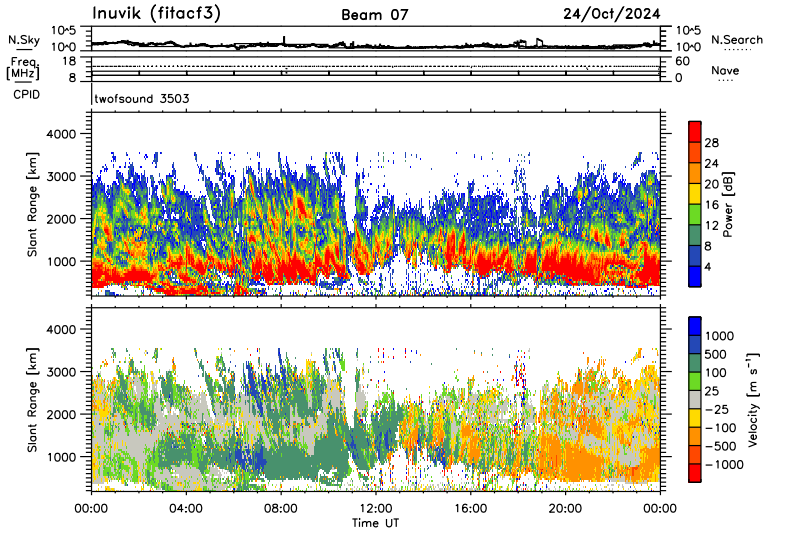 Inuvik (fitacf3) Beam 07 24/Oct/2024
N.Sky 10^5 10^0 10^5 10^0 N.Search
Freq. [MHz] 18 8 60 0 Nave
CPID twofsound 3503
Slant Range [km] 4000 3000 2000 1000
28 24 20 16 12 8 4 Power [dB]
Slant Range [km] 4000 3000 2000 1000
1000 500 100 25 −25 −100 −500 −1000 Velocity [m s⁻¹]
00:00 04:00 08:00 12:00 16:00 20:00 00:00
Time UT